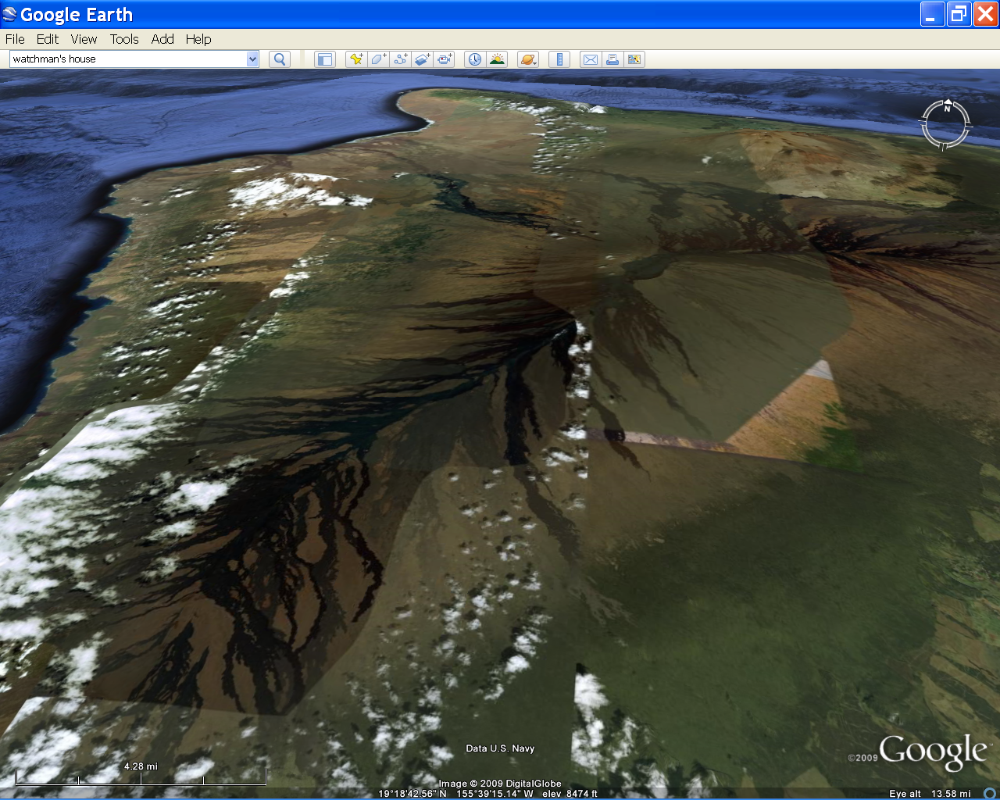 Google Earth
File Edit View Tools Add Help
watchman's house
N
4.28 mi
Data U.S. Navy
Image © 2009 DigitalGlobe
©2009 Google
19°18'42.56" N 155°39'15.14" W elev 8474 ft
Eye alt 13.58 mi